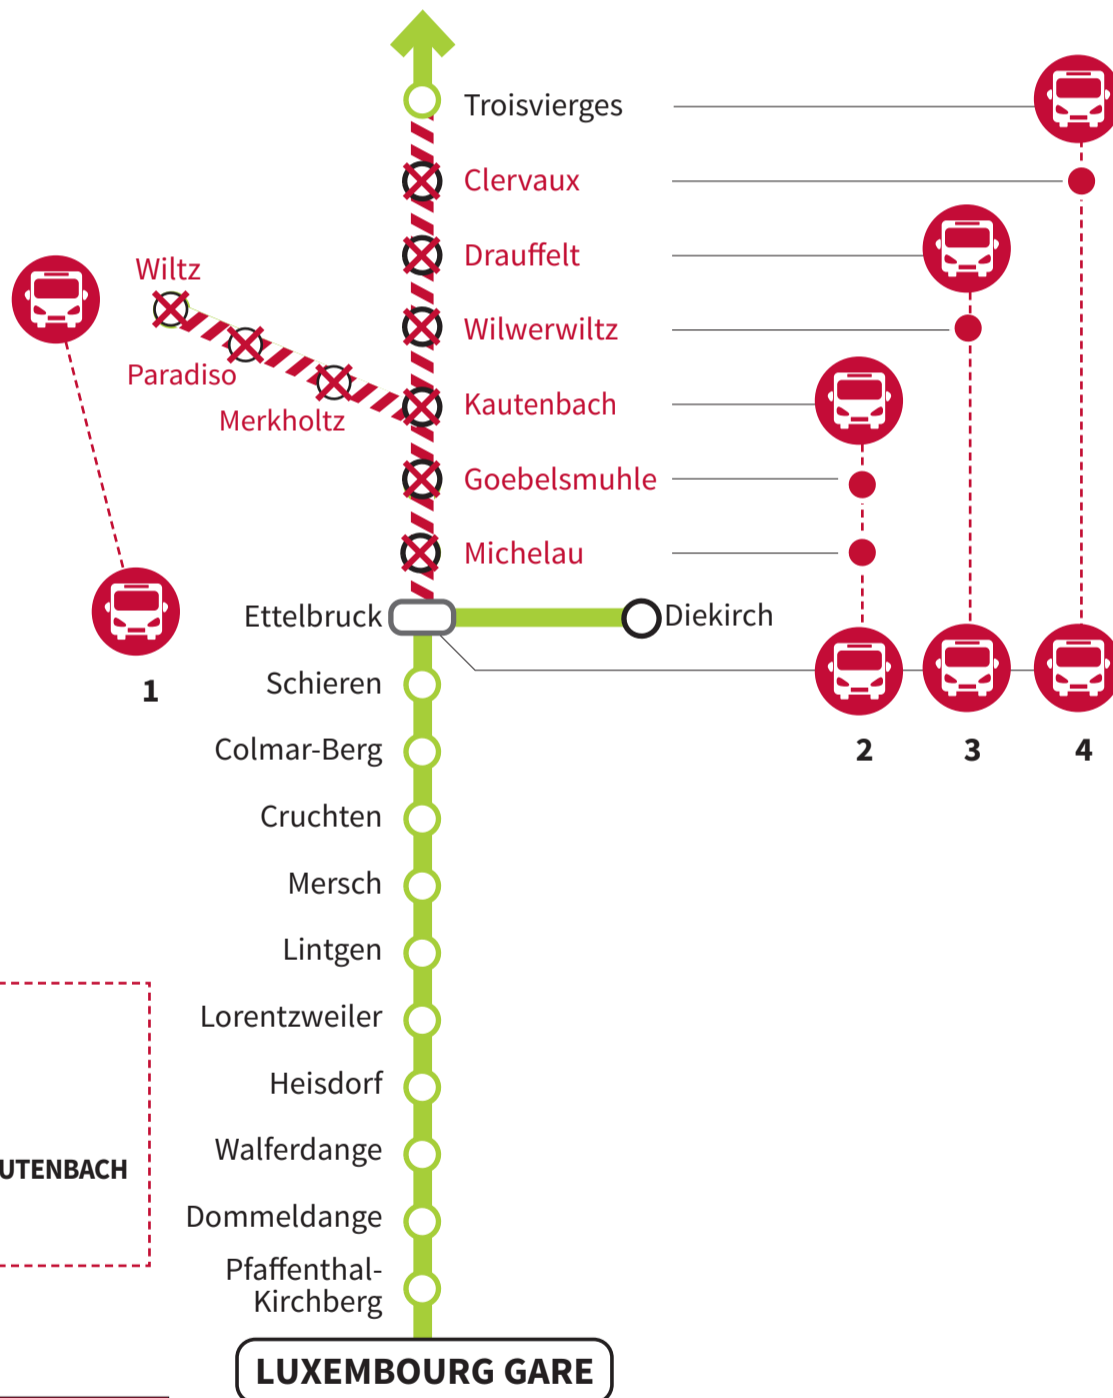 Troisvierges
Clervaux
Drauffelt
Wiltz
Wilwerwiltz
Paradiso
Kautenbach
Merkholtz
Goebelsmuhle
Michelau
Ettelbruck
Diekirch
1
Schieren
2
3
4
Colmar-Berg
Cruchten
Mersch
Lintgen
Lorentzweiler
Heisdorf
Walferdange
UTENBACH
Dommeldange
Pfaffenthal-
Kirchberg
LUXEMBOURG GARE